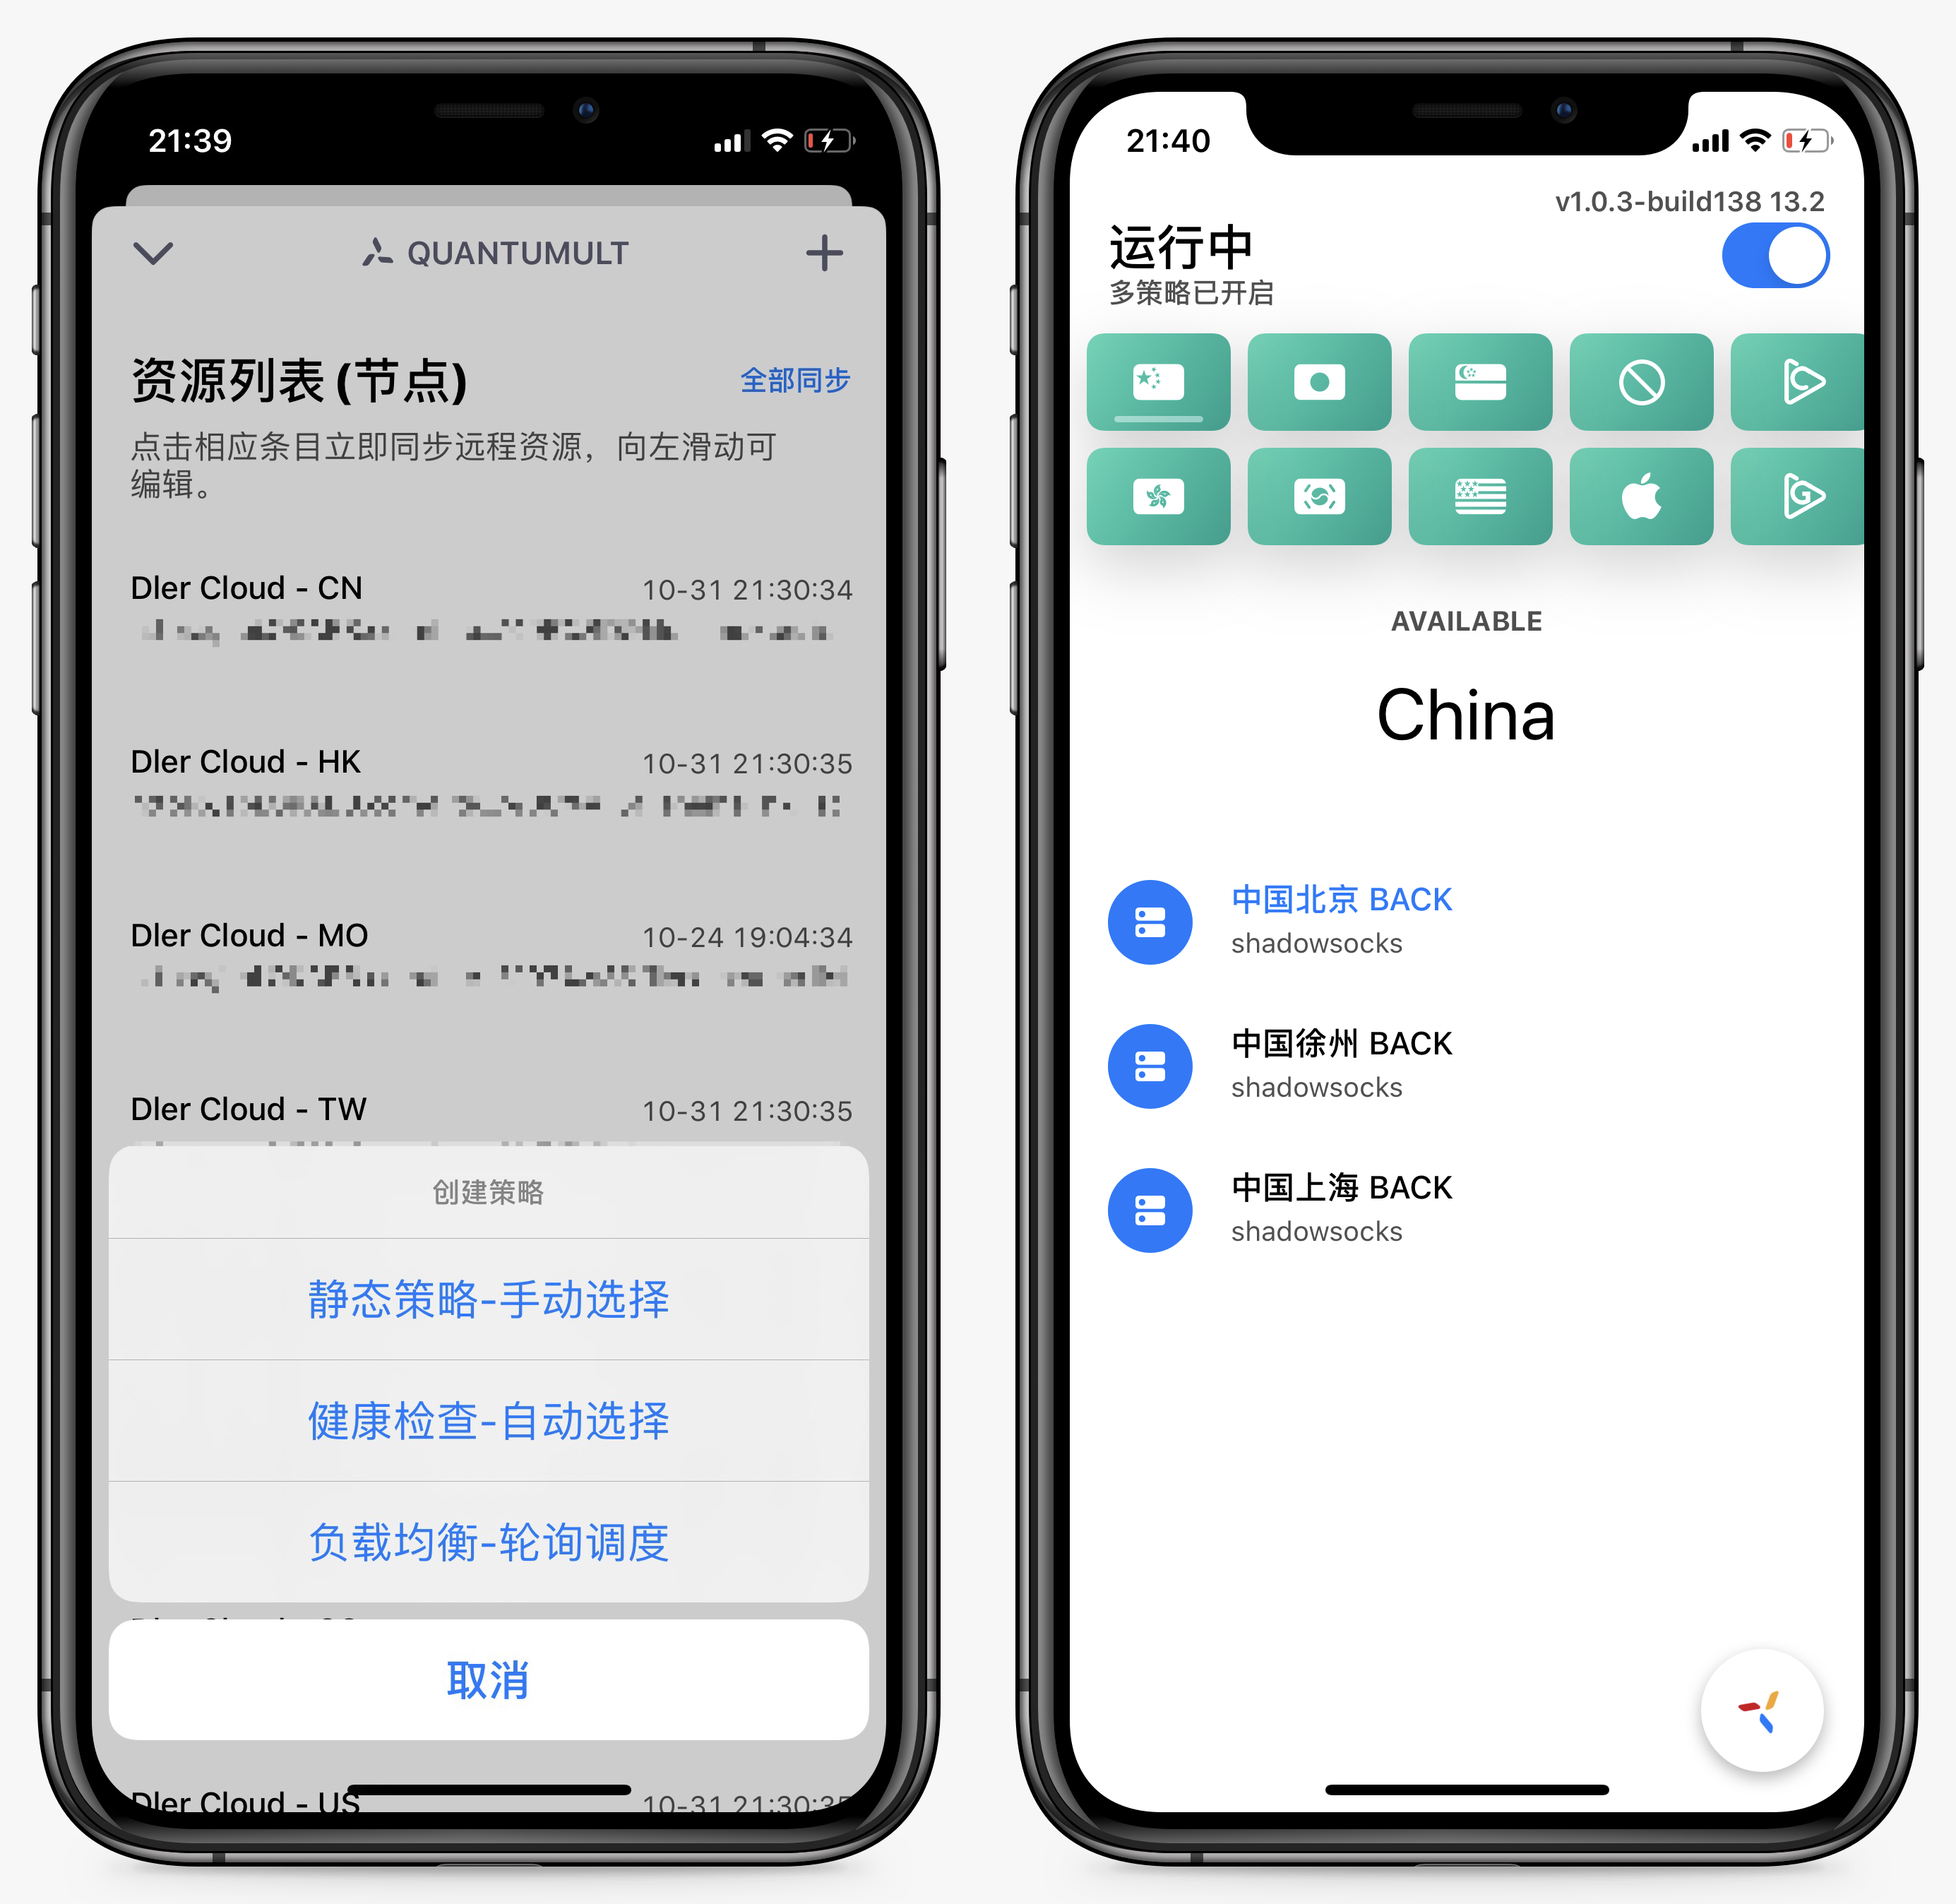 21:39
QUANTUMULT
资源列表 (节点)
全部同步
点击相应条目立即同步远程资源，向左滑动可
编辑。
Dler Cloud - CN
10-31 21:30:34
Dler Cloud - HK
10-31 21:30:35
Dler Cloud - MO
10-24 19:04:34
Dler Cloud - TW
10-31 21:30:35
创建策略
静态策略-手动选择
健康检查-自动选择
负载均衡-轮询调度
取消
Dler Cloud - US
10-31 21:30:35
21:40
v1.0.3-build138 13.2
运行中
多策略已开启
C
G
AVAILABLE
China
中国北京 BACK
shadowsocks
中国徐州 BACK
shadowsocks
中国上海 BACK
shadowsocks